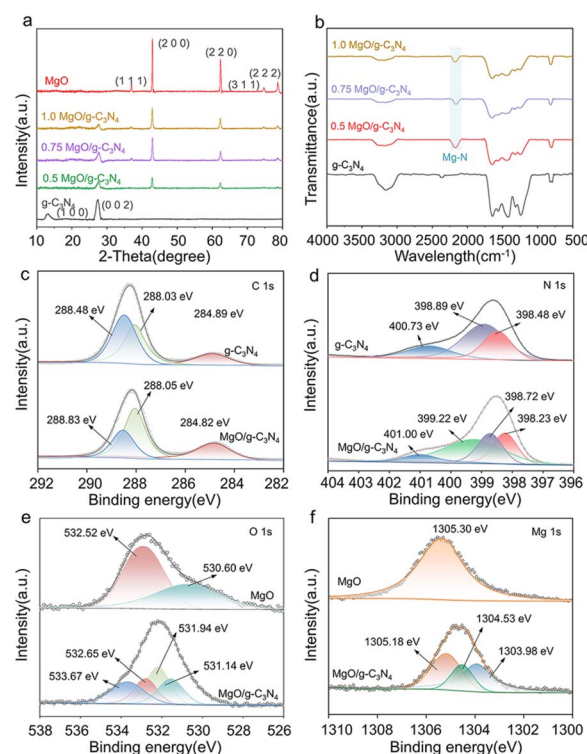 a
Intensity(a.u.)
MgO
(1 1 1)
(2 0 0)
(2 2 0)
(3 1 1)
(2 2 2)
1.0 MgO/g-C₃N₄
0.75 MgO/g-C₃N₄
0.5 MgO/g-C₃N₄
g-C₃N₄
(1 0 0)
(0 0 2)
10 20 30 40 50 60 70 80
2-Theta(degree)
b
Transmittance(a.u.)
1.0 MgO/g-C₃N₄
0.75 MgO/g-C₃N₄
0.5 MgO/g-C₃N₄
Mg-N
g-C₃N₄
4000 3500 3000 2500 2000 1500 1000 500
Wavelength(cm⁻¹)
c
C 1s
Intensity(a.u.)
288.48 eV
288.03 eV
284.89 eV
g-C₃N₄
288.83 eV
288.05 eV
284.82 eV
MgO/g-C₃N₄
292 290 288 286 284 282
Binding energy(eV)
d
N 1s
Intensity(a.u.)
398.89 eV
400.73 eV
398.48 eV
g-C₃N₄
398.72 eV
399.22 eV
398.23 eV
401.00 eV
MgO/g-C₃N₄
404 403 402 401 400 399 398 397 396
Binding energy(eV)
e
O 1s
Intensity(a.u.)
532.52 eV
530.60 eV
MgO
531.94 eV
532.65 eV
531.14 eV
533.67 eV
MgO/g-C₃N₄
538 536 534 532 530 528 526
Binding energy(eV)
f
Mg 1s
Intensity(a.u.)
1305.30 eV
MgO
1304.53 eV
1305.18 eV
1303.98 eV
MgO/g-C₃N₄
1310 1308 1306 1304 1302 1300
Binding energy(eV)